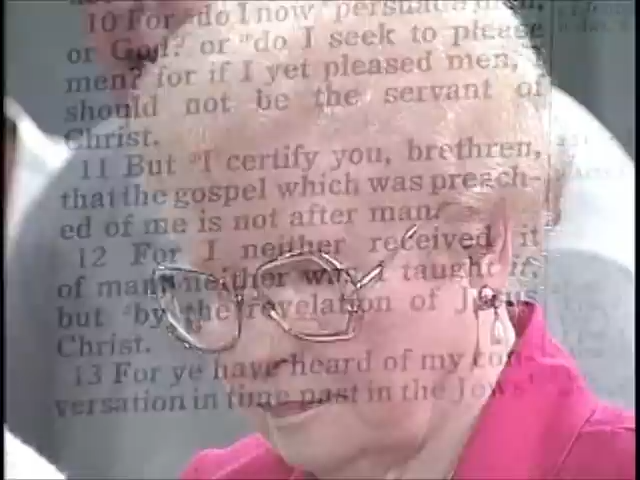 10 For do I now persuade men,
or God? or do I seek to please
men? for if I yet pleased men, I
should not be the servant of
Christ.
11 But I certify you, brethren,
that the gospel which was preach-
ed of me is not after man.
12 For I neither received it
of man, neither was I taught it,
but by the revelation of Jesus
Christ.
13 For ye have heard of my con-
versation in time past in the Jews'